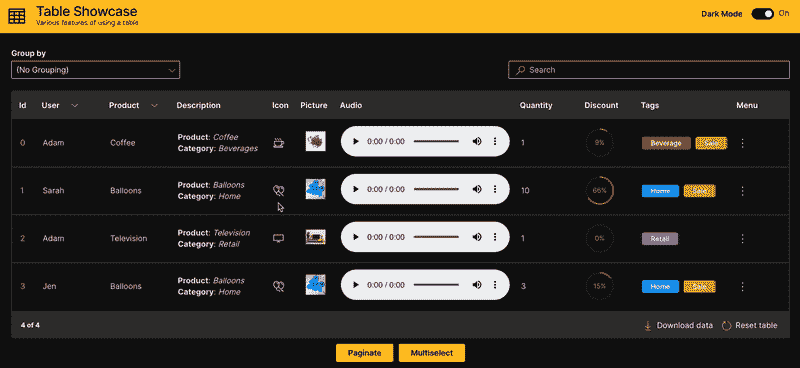 Table Showcase
Various features of using a table
Dark Mode On
Group by
(No Grouping)
Search
Id User Product Description Icon Picture Audio Quantity Discount Tags Menu
0 Adam Coffee Product: Coffee 0:00 / 0:00 1 9% Beverage
Category: Beverages
1 Sarah Balloons Product: Balloons 0:00 / 0:00 10 66% Home
Category: Home
2 Adam Television Product: Television 0:00 / 0:00 1 0% Retail
Category: Retail
3 Jen Balloons Product: Balloons 0:00 / 0:00 3 15% Home
Category: Home
4 of 4 Download data Reset table
Paginate Multiselect